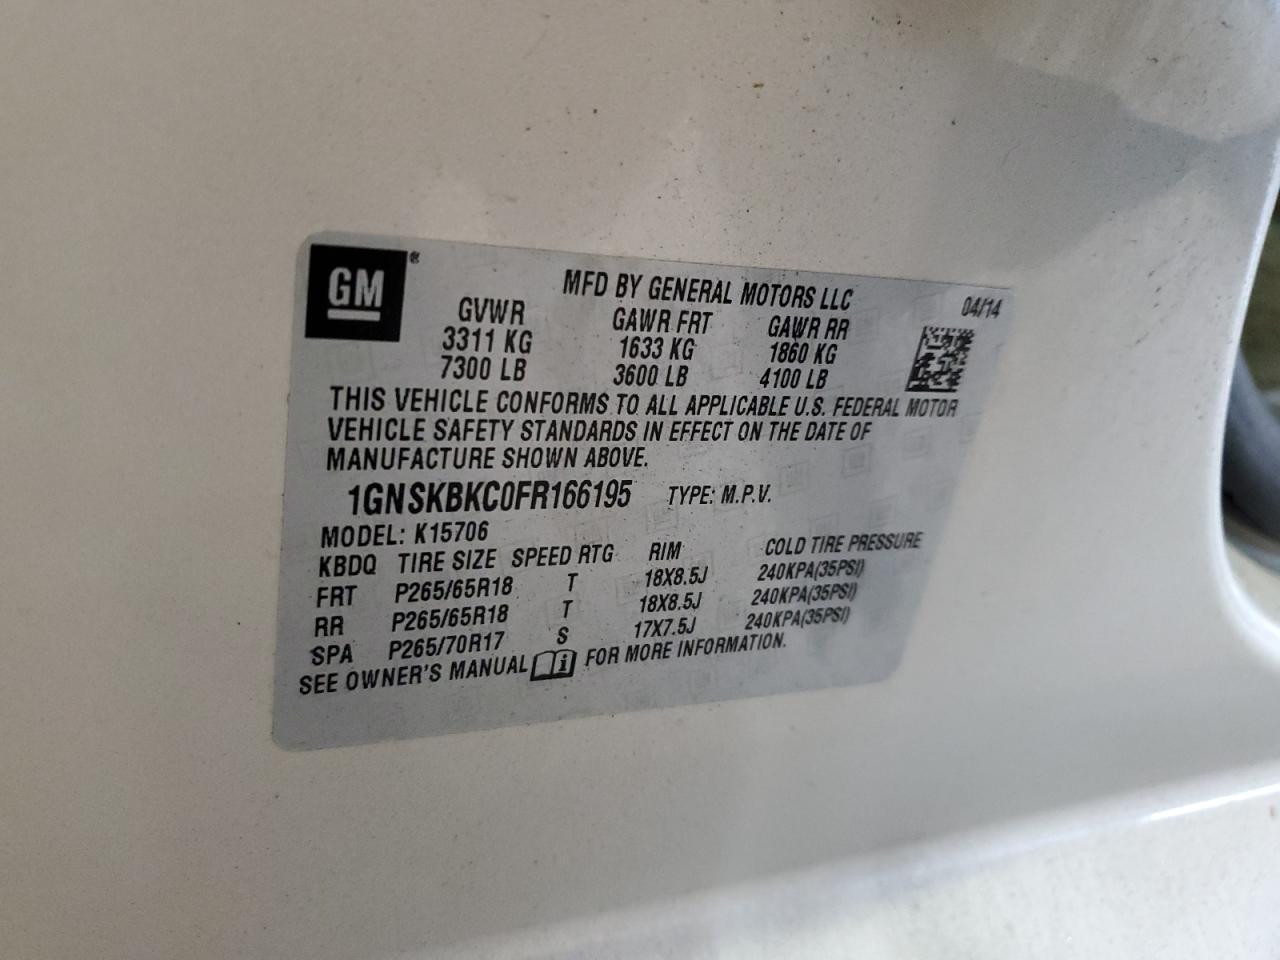 GM®
MFD BY GENERAL MOTORS LLC 04/14
GVWR GAWR FRT GAWR RR
3311 KG 1633 KG 1860 KG
7300 LB 3600 LB 4100 LB
THIS VEHICLE CONFORMS TO ALL APPLICABLE U.S. FEDERAL MOTOR
VEHICLE SAFETY STANDARDS IN EFFECT ON THE DATE OF
MANUFACTURE SHOWN ABOVE.
1GNSKBKC0FR166195 TYPE: M.P.V.
MODEL: K15706
KBDQ TIRE SIZE SPEED RTG RIM COLD TIRE PRESSURE
FRT P265/65R18 T 18X8.5J 240KPA(35PSI)
RR P265/65R18 T 18X8.5J 240KPA(35PSI)
SPA P265/70R17 S 17X7.5J 240KPA(35PSI)
SEE OWNER'S MANUAL i FOR MORE INFORMATION.